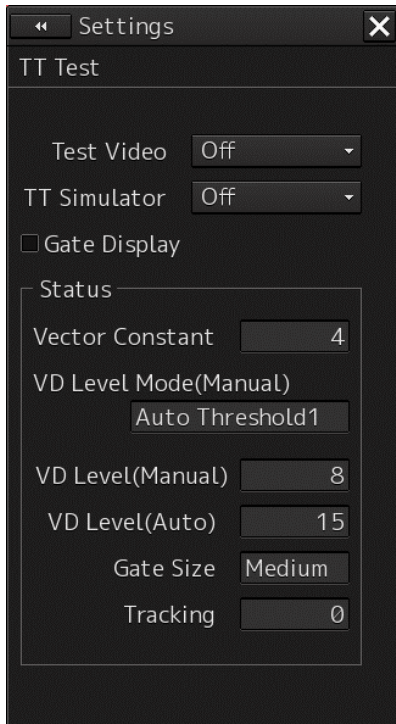 Settings
TT Test
Test Video Off
TT Simulator Off
Gate Display
Status
Vector Constant 4
VD Level Mode(Manual)
Auto Threshold1
VD Level(Manual) 8
VD Level(Auto) 15
Gate Size Medium
Tracking 0